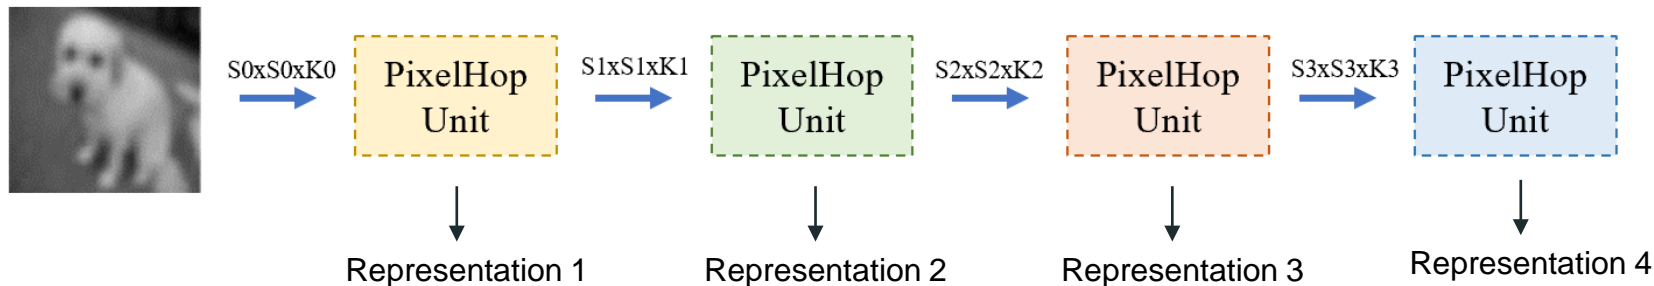 S0xS0xK0
PixelHop
Unit
S1xS1xK1
PixelHop
Unit
S2xS2xK2
PixelHop
Unit
S3xS3xK3
PixelHop
Unit
Representation 1
Representation 2
Representation 3
Representation 4